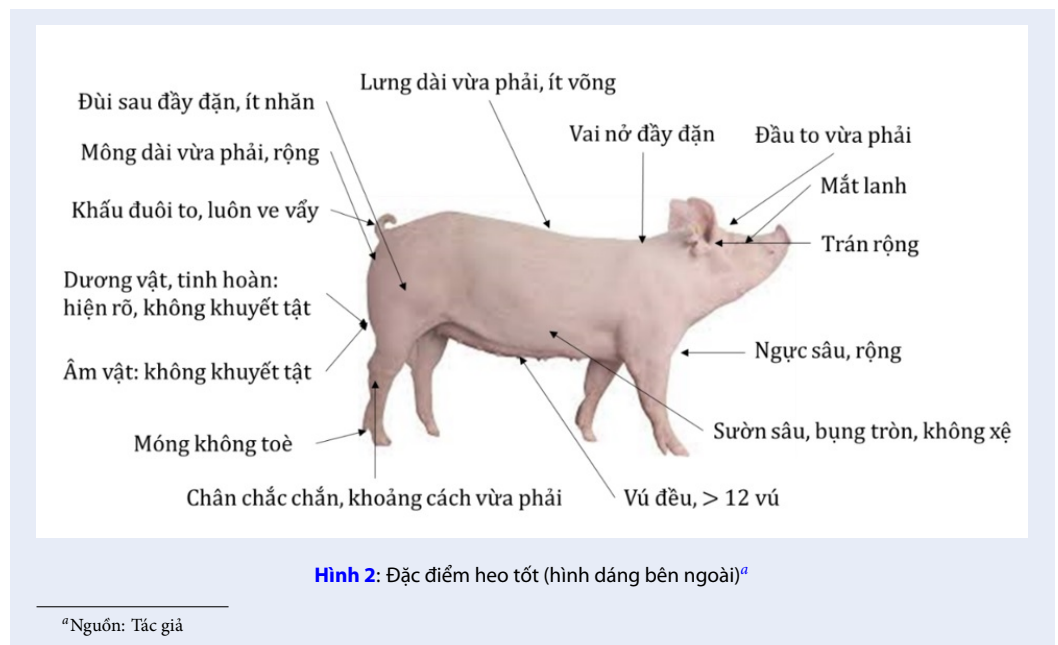 Lưng dài vừa phải, ít võng
Đùi sau đầy đặn, ít nhăn
Vai nở đầy đặn
Đầu to vừa phải
Mông dài vừa phải, rộng
Mắt lanh
Khấu đuôi to, luôn ve vẩy
Trán rộng
Dương vật, tinh hoàn:
hiện rõ, không khuyết tật
Ngực sâu, rộng
Âm vật: không khuyết tật
Sườn sâu, bụng tròn, không xệ
Móng không toè
Chân chắc chắn, khoảng cách vừa phải
Vú đều, > 12 vú
Hình 2: Đặc điểm heo tốt (hình dáng bên ngoài)a
aNguồn: Tác giả